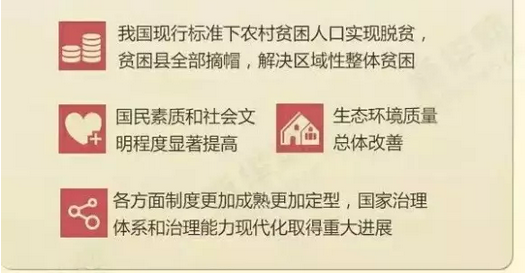 我国现行标准下农村贫困人口实现脱贫，
贫困县全部摘帽，解决区域性整体贫困
国民素质和社会文
明程度显著提高
生态环境质量
总体改善
各方面制度更加成熟更加定型，国家治理
体系和治理能力现代化取得重大进展